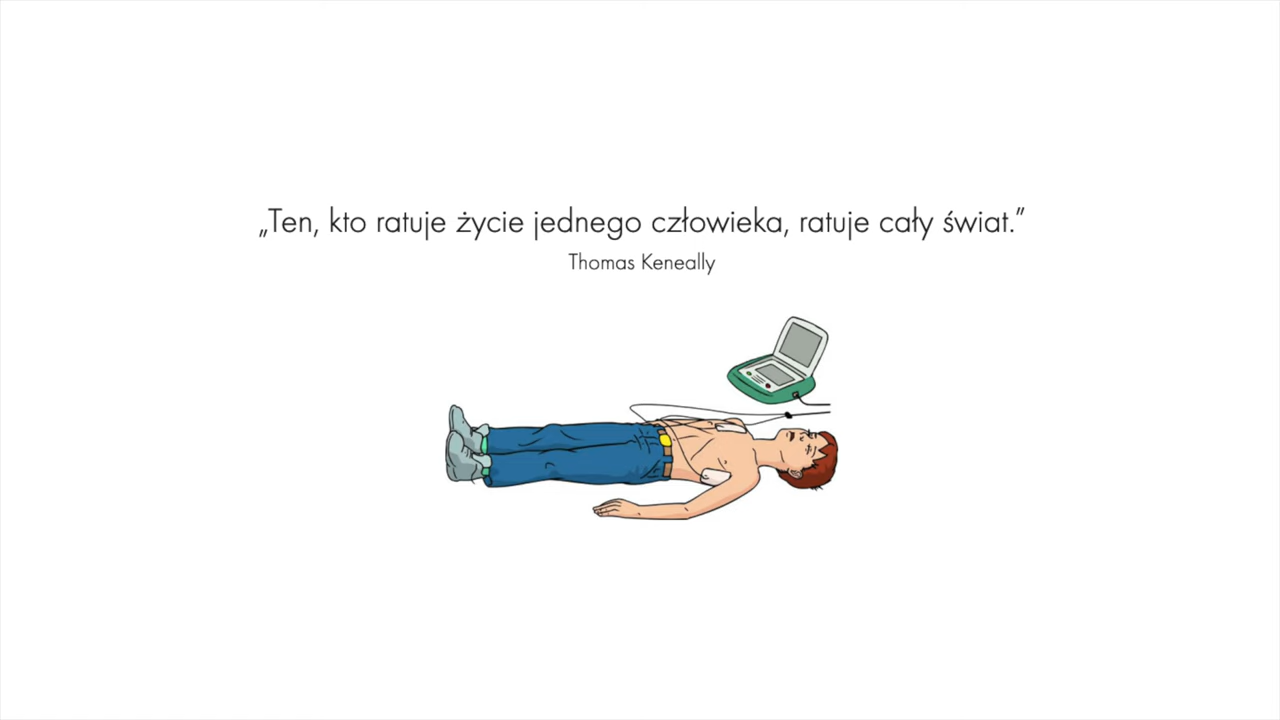 „Ten, kto ratuje życie jednego człowieka, ratuje cały świat.”
Thomas Keneally